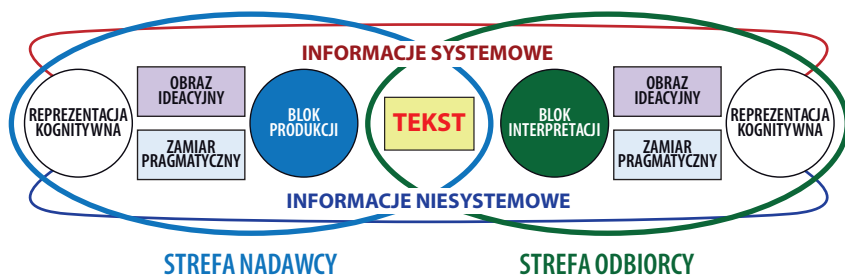 INFORMACJE SYSTEMOWE
REPREZENTACJA
KOGNITYWNA
OBRAZ
IDEACYJNY
ZAMIAR
PRAGMATYCZNY
BLOK
PRODUKCJI
TEKST
BLOK
INTERPRETACJI
OBRAZ
IDEACYJNY
ZAMIAR
PRAGMATYCZNY
REPREZENTACJA
KOGNITYWNA
INFORMACJE NIESYSTEMOWE
STREFA NADAWCY
STREFA ODBIORCY